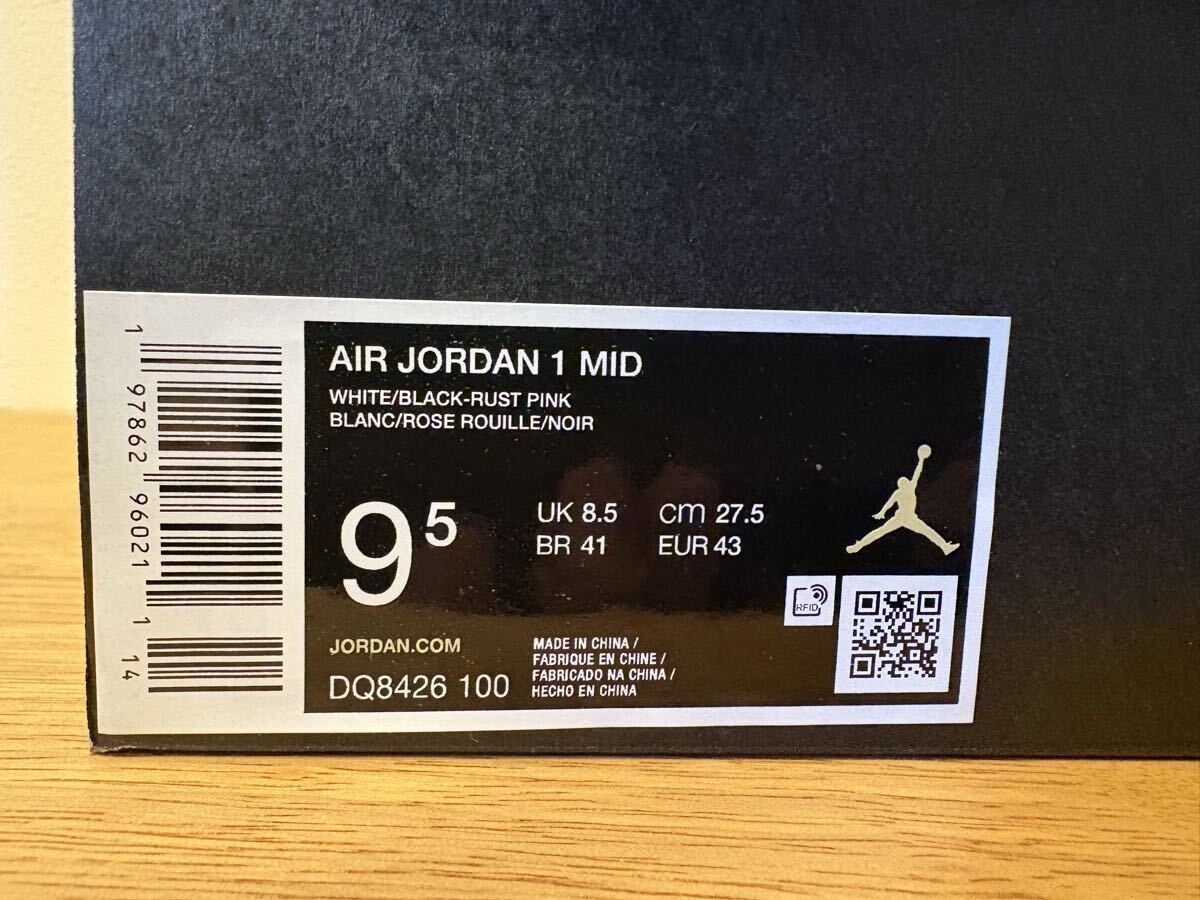 AIR JORDAN 1 MID
WHITE/BLACK-RUST PINK
BLANC/ROSE ROUILLE/NOIR
9 5
UK 8.5 cm 27.5
BR 41 EUR 43
RFID
JORDAN.COM
DQ8426 100
MADE IN CHINA /
FABRIQUE EN CHINE /
FABRICADO NA CHINA /
HECHO EN CHINA
1 97862 96021 1 14